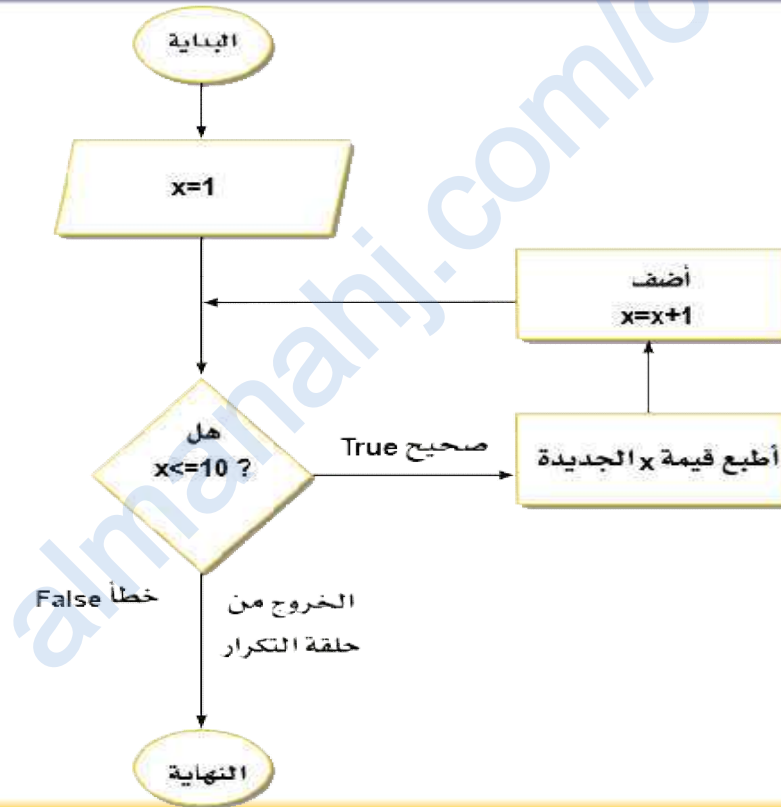 البداية
x=1
أضف
x=x+1
هل
x<=10 ?
صحيح True
أطبع قيمة x الجديدة
خطأ False
الخروج من
حلقة التكرار
النهاية
almanahj.com/o